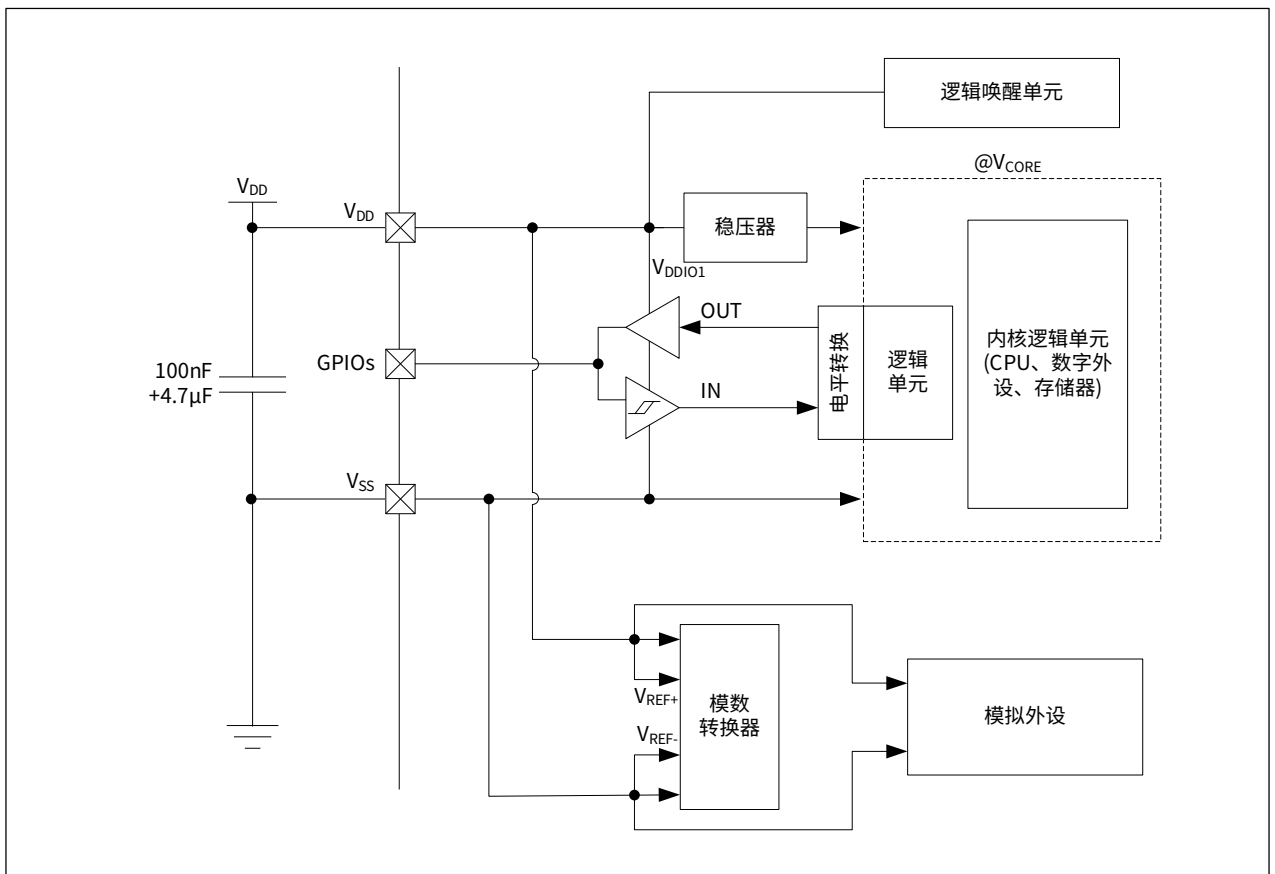 逻辑唤醒单元
@VCORE
VDD
VDD
稳压器
VDDIO1
OUT
GPIOs
100nF
+4.7μF
电平转换
逻辑
单元
内核逻辑单元
(CPU、数字外
设、存储器)
IN
VSS
VREF+
模数
转换器
VREF-
模拟外设